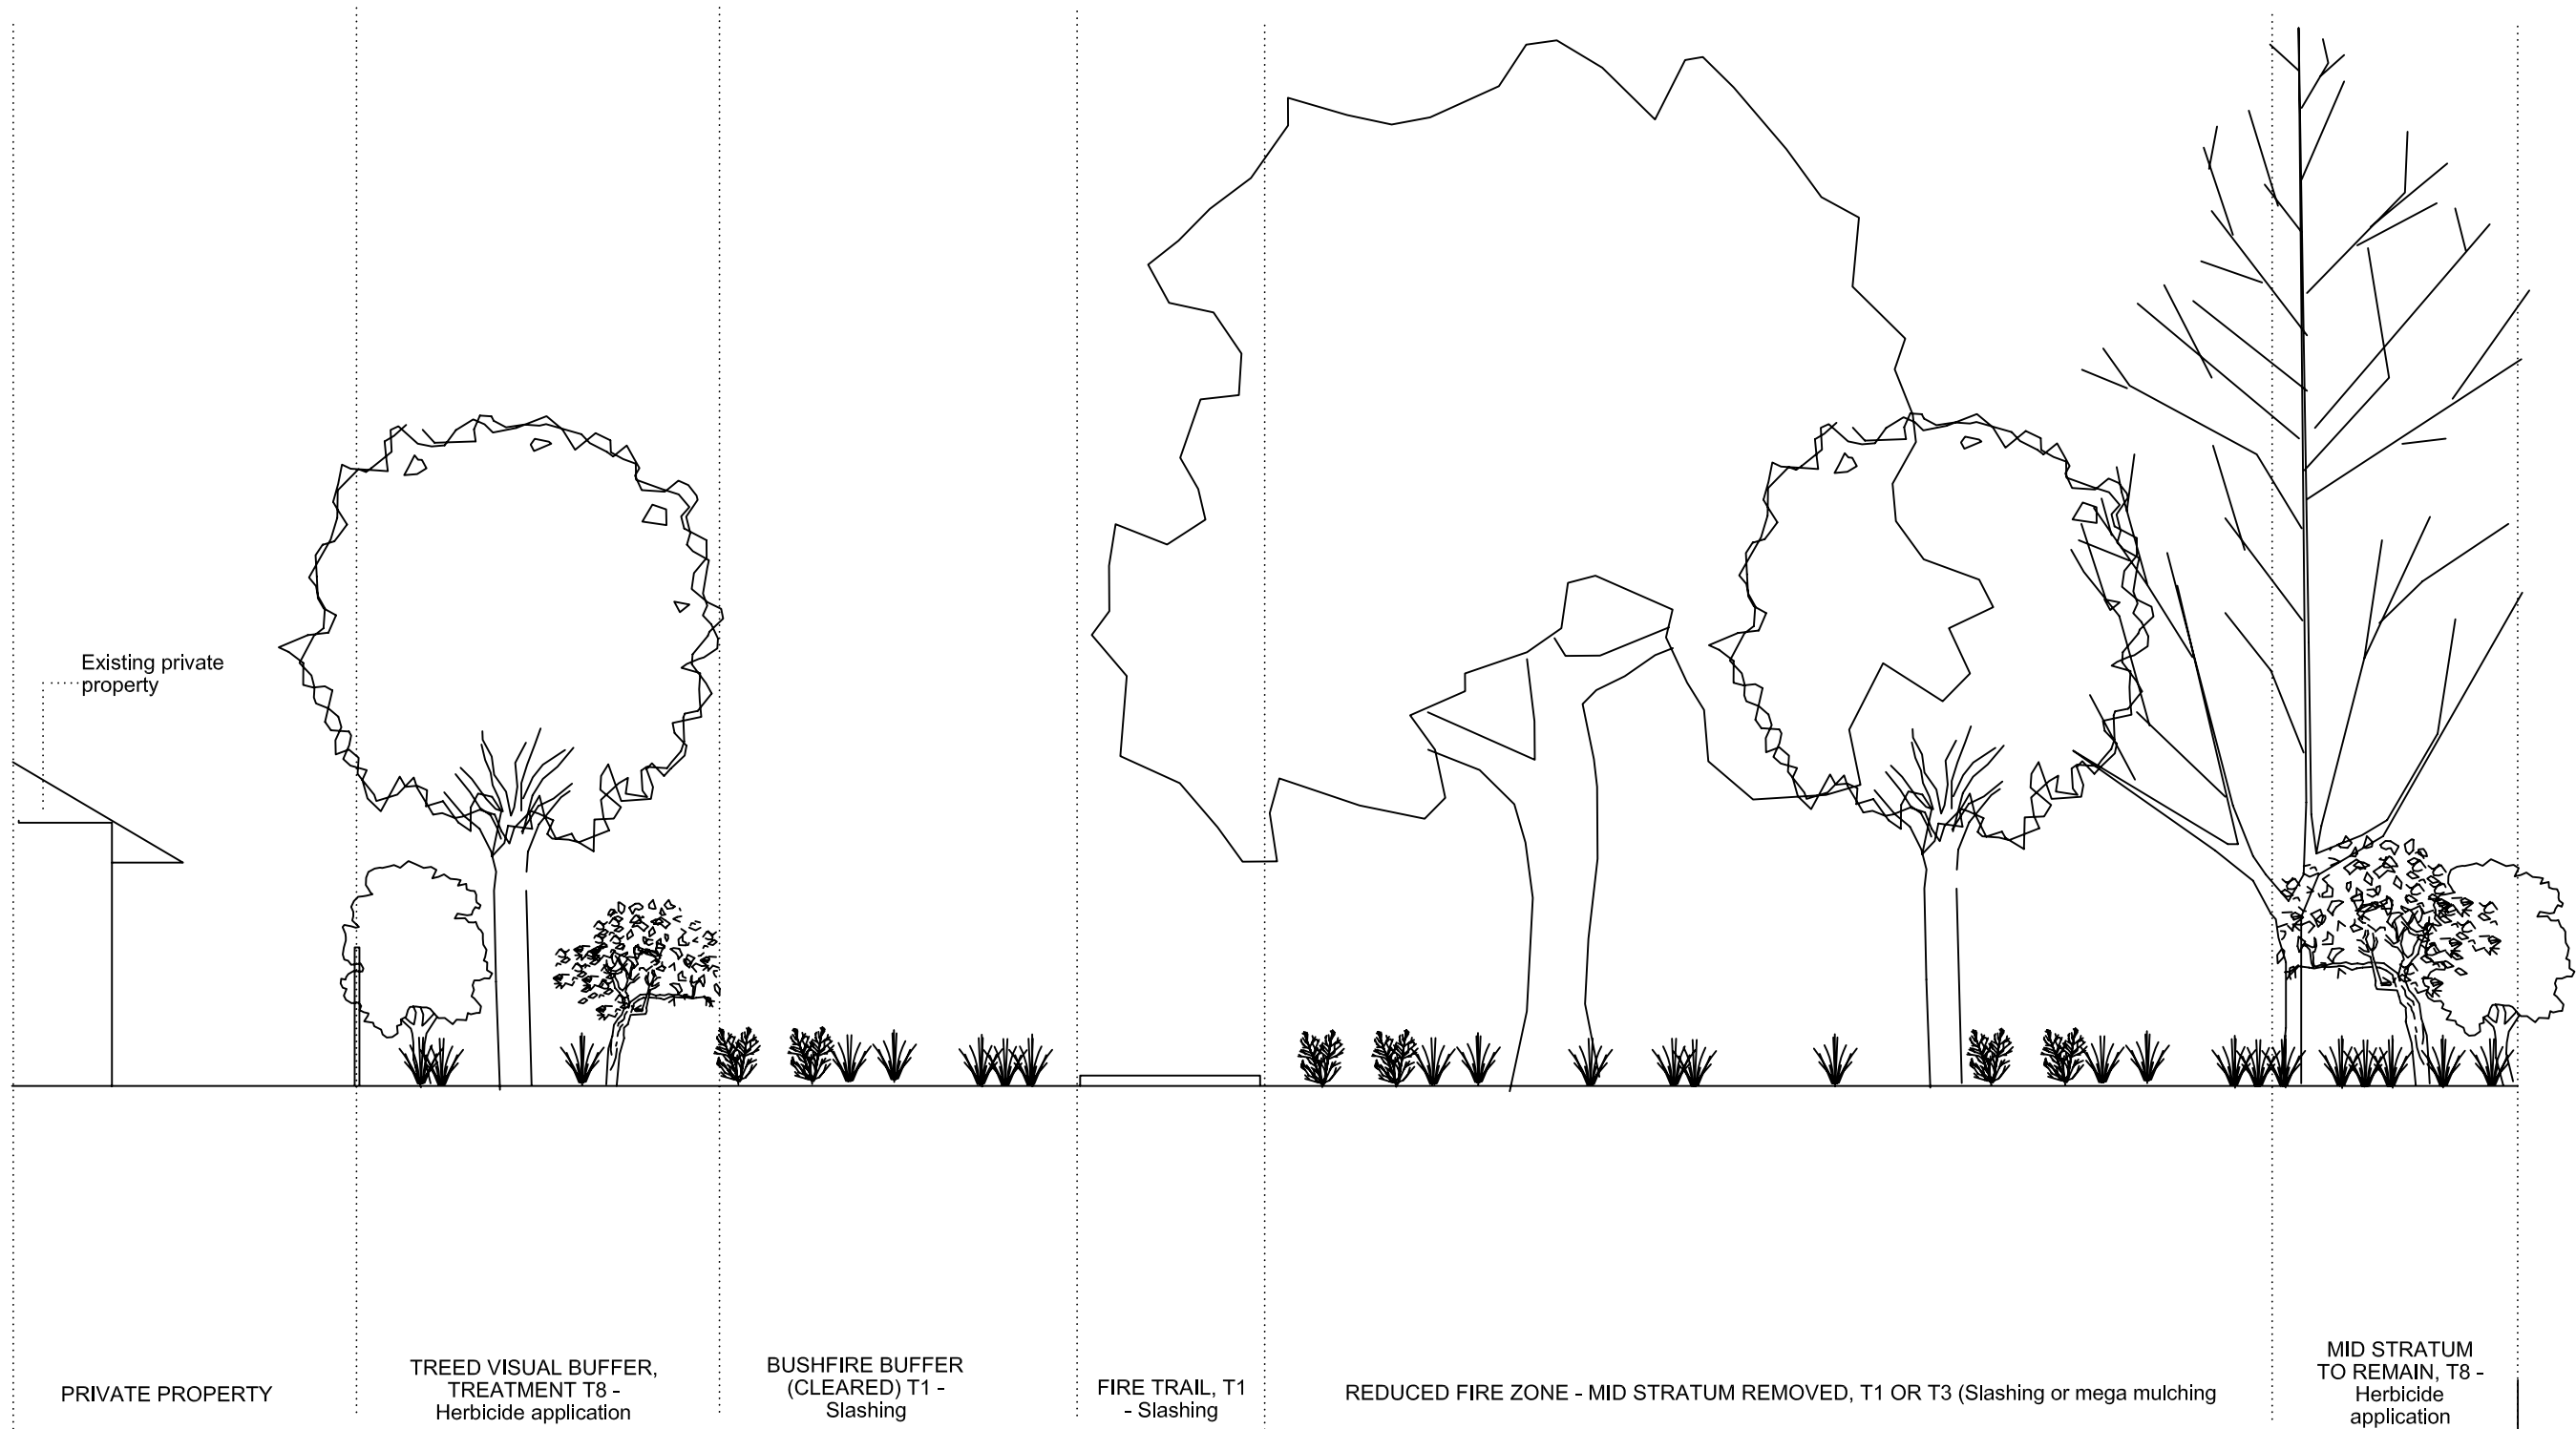 Existing private
property
PRIVATE PROPERTY
TREED VISUAL BUFFER,
TREATMENT T8 -
Herbicide application
BUSHFIRE BUFFER
(CLEARED) T1 -
Slashing
FIRE TRAIL, T1
- Slashing
REDUCED FIRE ZONE - MID STRATUM REMOVED, T1 OR T3 (Slashing or mega mulching
MID STRATUM
TO REMAIN, T8 -
Herbicide
application